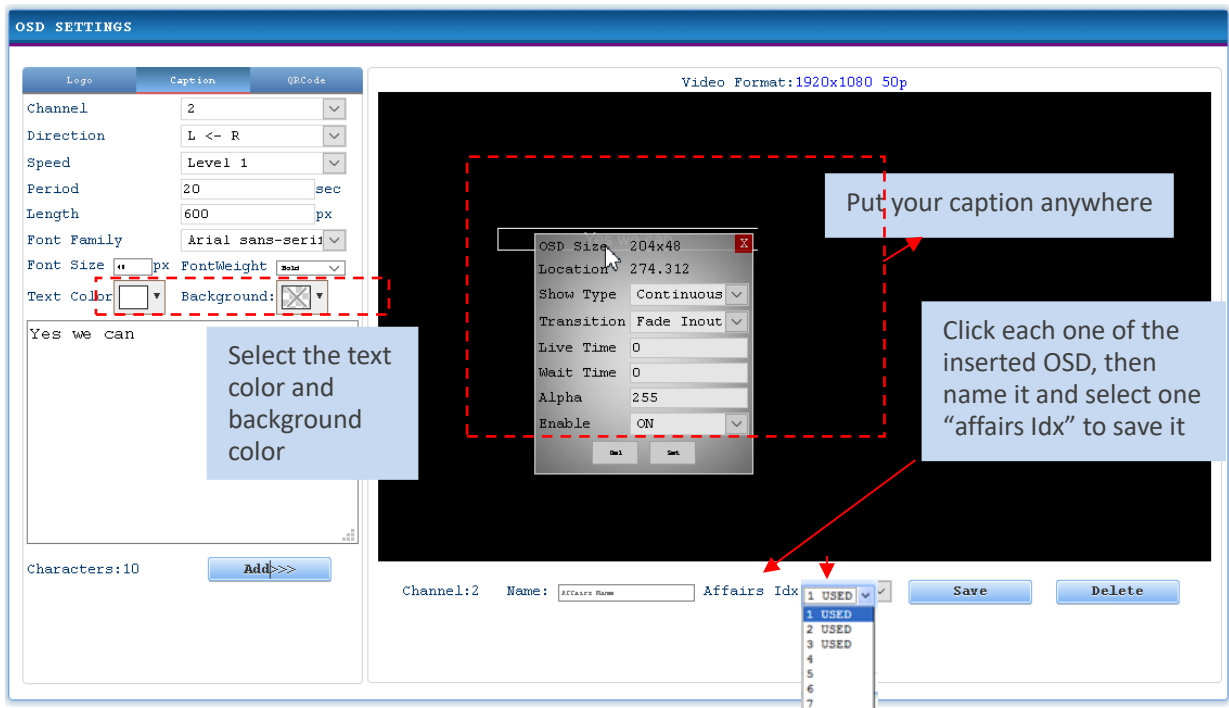 OSD SETTINGS
Logo Caption QRCode
Channel 2
Direction L <- R
Speed Level 1
Period 20 sec
Length 600 px
Font Family Arial sans-serif
Font Size 48 px FontWeight Bold
Text Color Background:
Yes we can
Select the text
color and
background
color
Characters:10 Add>>>
Video Format:1920x1080 50p
Put your caption anywhere
OSD Size 204x48 X
Location 274.312
Show Type Continuous
Transition Fade Inout
Live Time 0
Wait Time 0
Alpha 255
Enable ON
Del Set
Click each one of the
inserted OSD, then
name it and select one
“affairs Idx” to save it
Channel:2 Name: Affairs Name Affairs Idx 1 USED Save Delete
1 USED
2 USED
3 USED
4
5
6
7